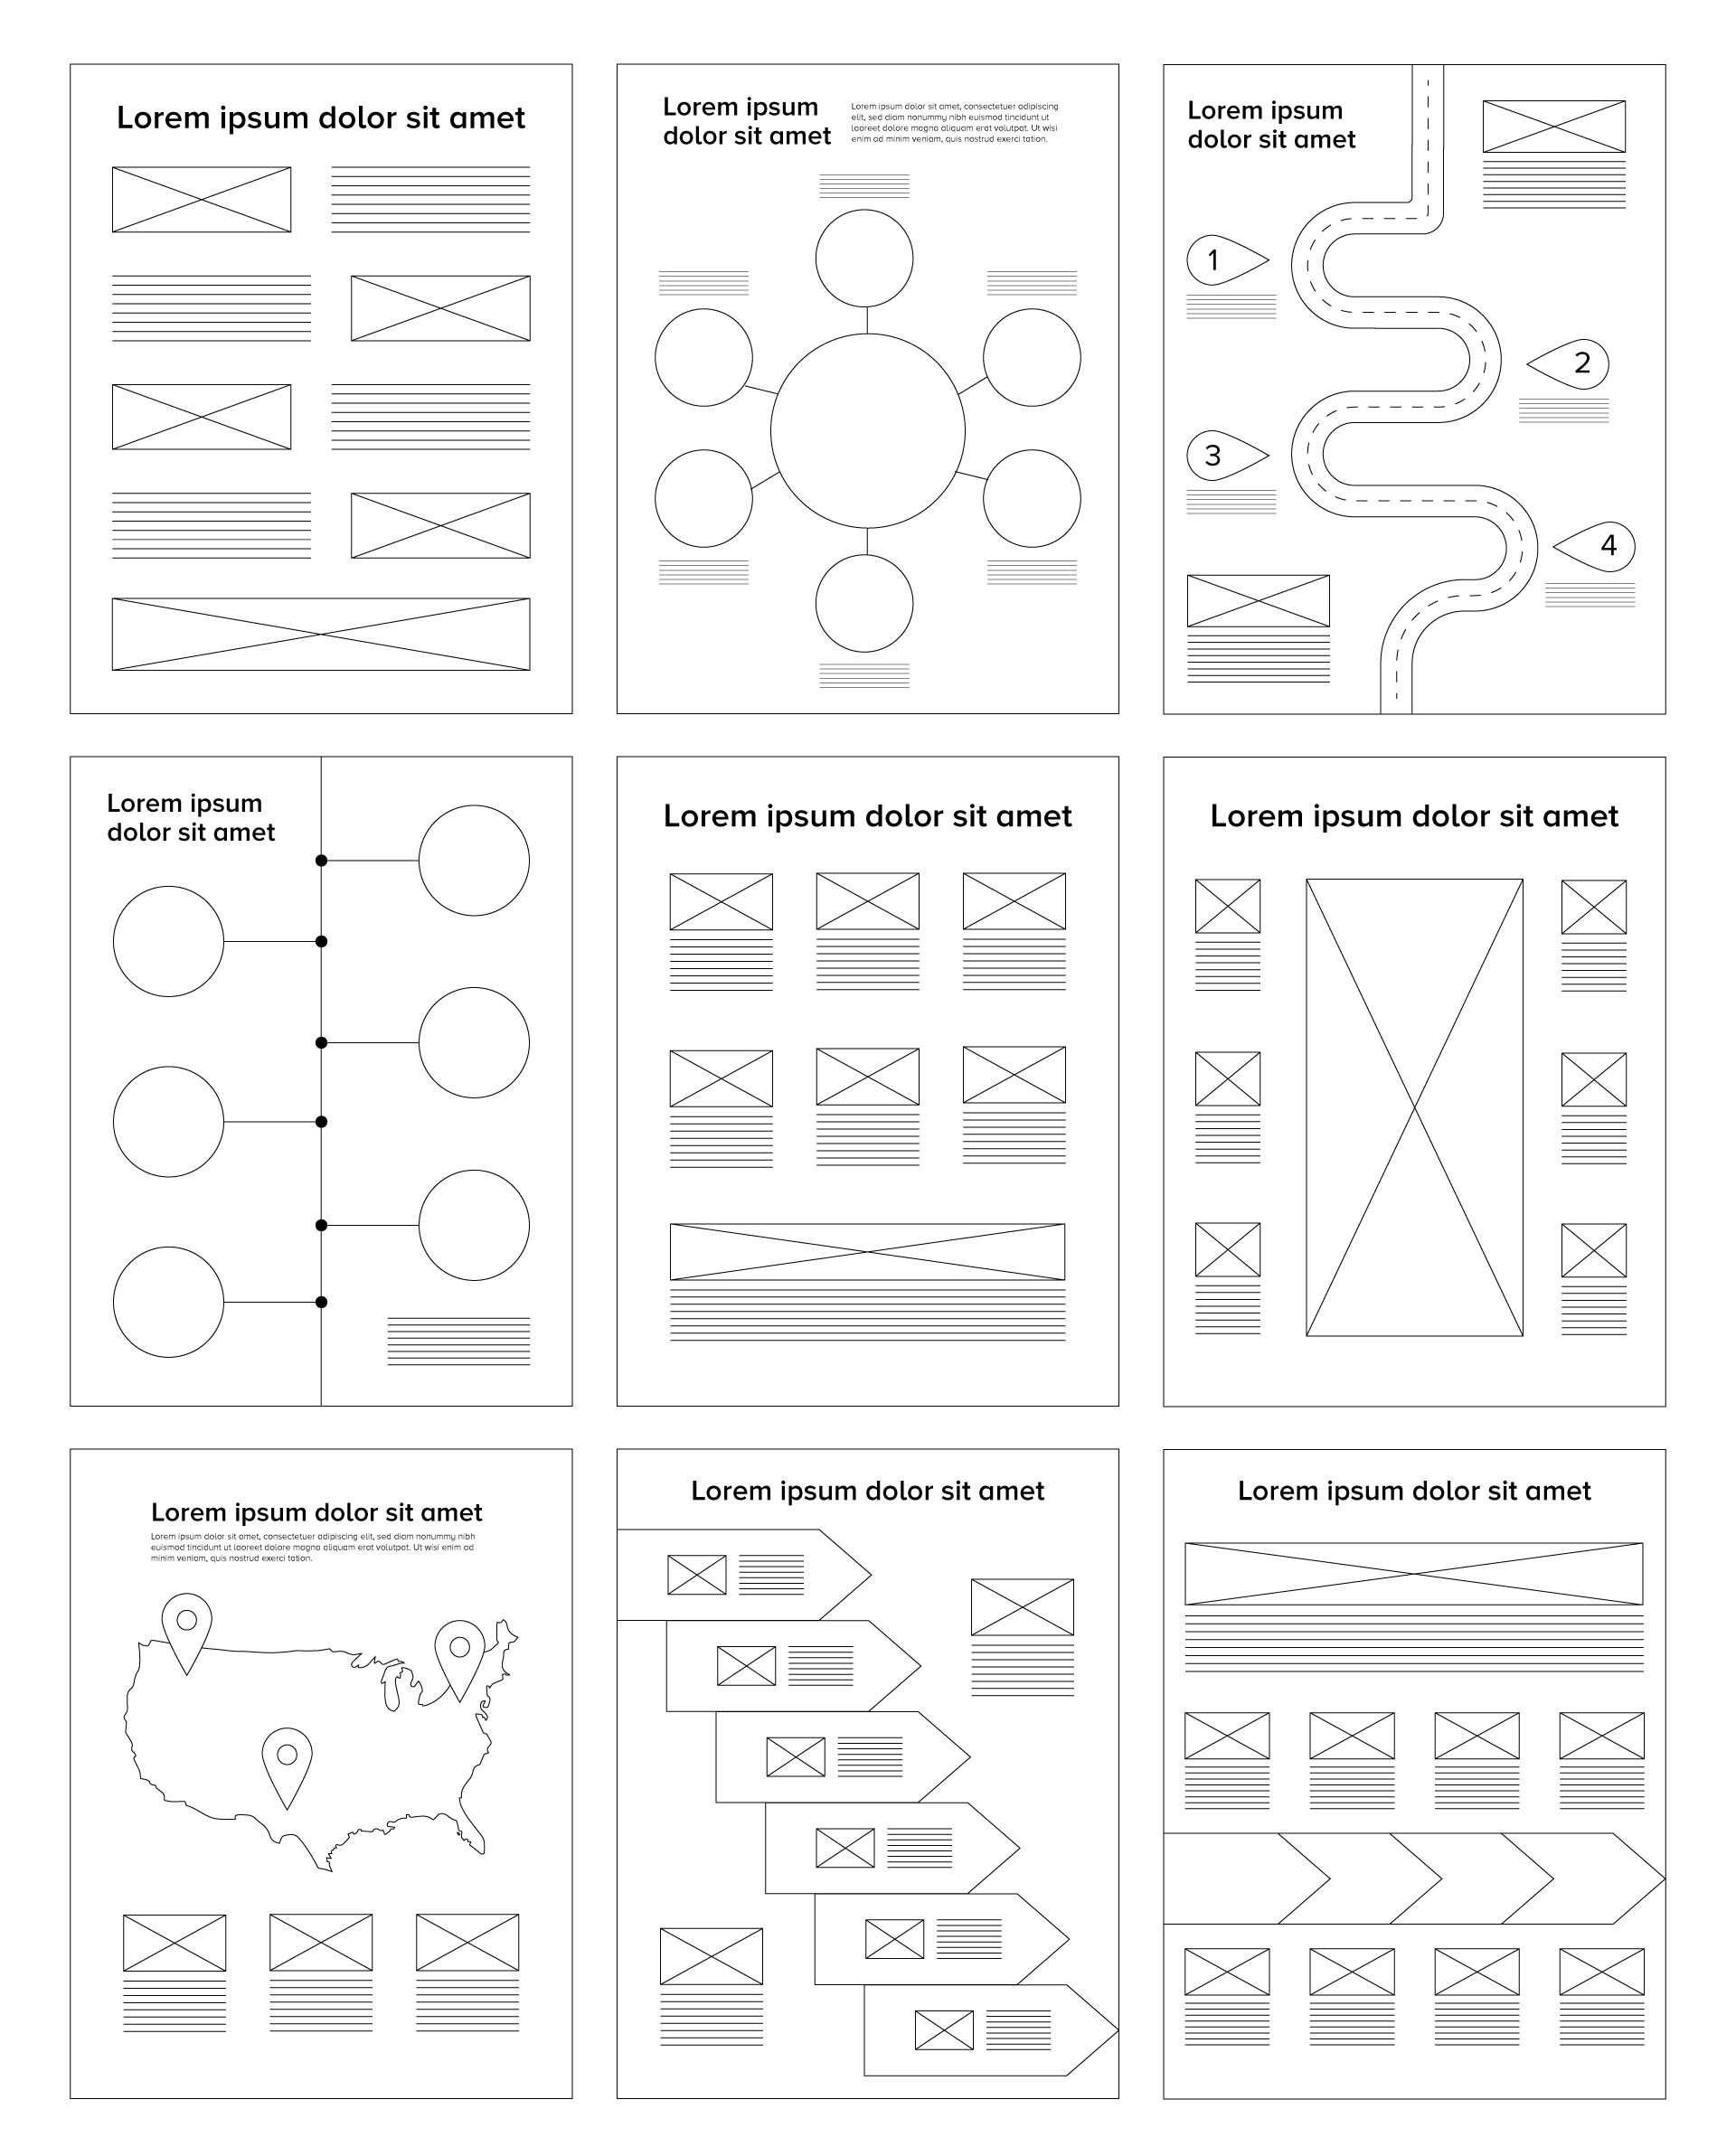 Lorem ipsum dolor sit amet
Lorem ipsum
dolor sit amet
Lorem ipsum dolor sit amet, consectetuer adipiscing
elit, sed diam nonummy nibh euismod tincidunt ut
laoreet dolore magna aliquam erat volutpat. Ut wisi
enim ad minim veniam, quis nostrud exerci tation.
Lorem ipsum
dolor sit amet
1
2
3
4
Lorem ipsum
dolor sit amet
Lorem ipsum dolor sit amet
Lorem ipsum dolor sit amet
Lorem ipsum dolor sit amet
Lorem ipsum dolor sit amet, consectetuer adipiscing elit, sed diam nonummy nibh
euismod tincidunt ut laoreet dolore magna aliquam erat volutpat. Ut wisi enim ad
minim veniam, quis nostrud exerci tation.
Lorem ipsum dolor sit amet
Lorem ipsum dolor sit amet